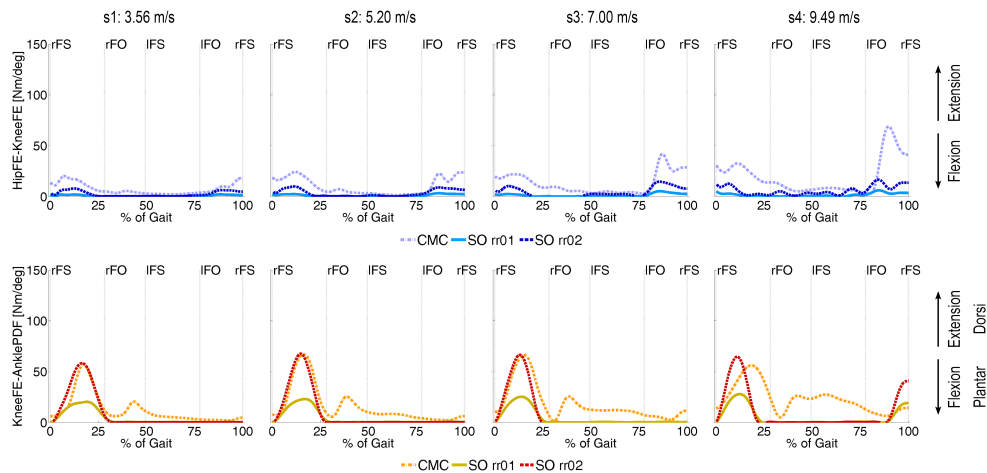 s1: 3.56 m/s s2: 5.20 m/s s3: 7.00 m/s s4: 9.49 m/s
HipFE-KneeFE [Nm/deg]
150 rFS rFO lFS lFO rFS rFS rFO lFS lFO rFS rFS rFO lFS lFO rFS rFS rFO lFS lFO rFS
100
50
0
0 25 50 75 100 0 25 50 75 100 0 25 50 75 100 0 25 50 75 100
% of Gait % of Gait % of Gait % of Gait
Extension
Flexion
CMC SO rr01 SO rr02
KneeFE-AnklePDF [Nm/deg]
150 rFS rFO lFS lFO rFS rFS rFO lFS lFO rFS rFS rFO lFS lFO rFS rFS rFO lFS lFO rFS
100
50
0
0 25 50 75 100 0 25 50 75 100 0 25 50 75 100 0 25 50 75 100
% of Gait % of Gait % of Gait % of Gait
Extension Dorsi
Flexion Plantar
CMC SO rr01 SO rr02